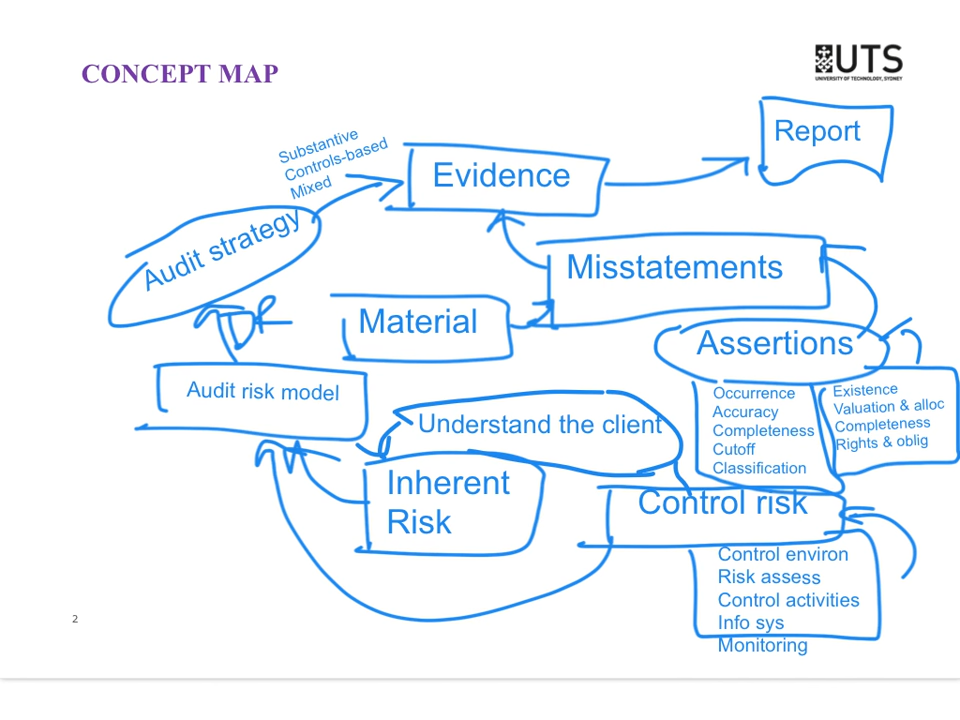 CONCEPT MAP
UTS
UNIVERSITY OF TECHNOLOGY, SYDNEY
Report
Substantive
Controls-based
Mixed
Evidence
Audit strategy
Misstatements
Material
Assertions
Occurrence
Accuracy
Completeness
Cutoff
Classification
Existence
Valuation & alloc
Completeness
Rights & oblig
Audit risk model
Understand the client
Inherent
Risk
Control risk
Control environ
Risk assess
Control activities
Info sys
Monitoring
DR
2